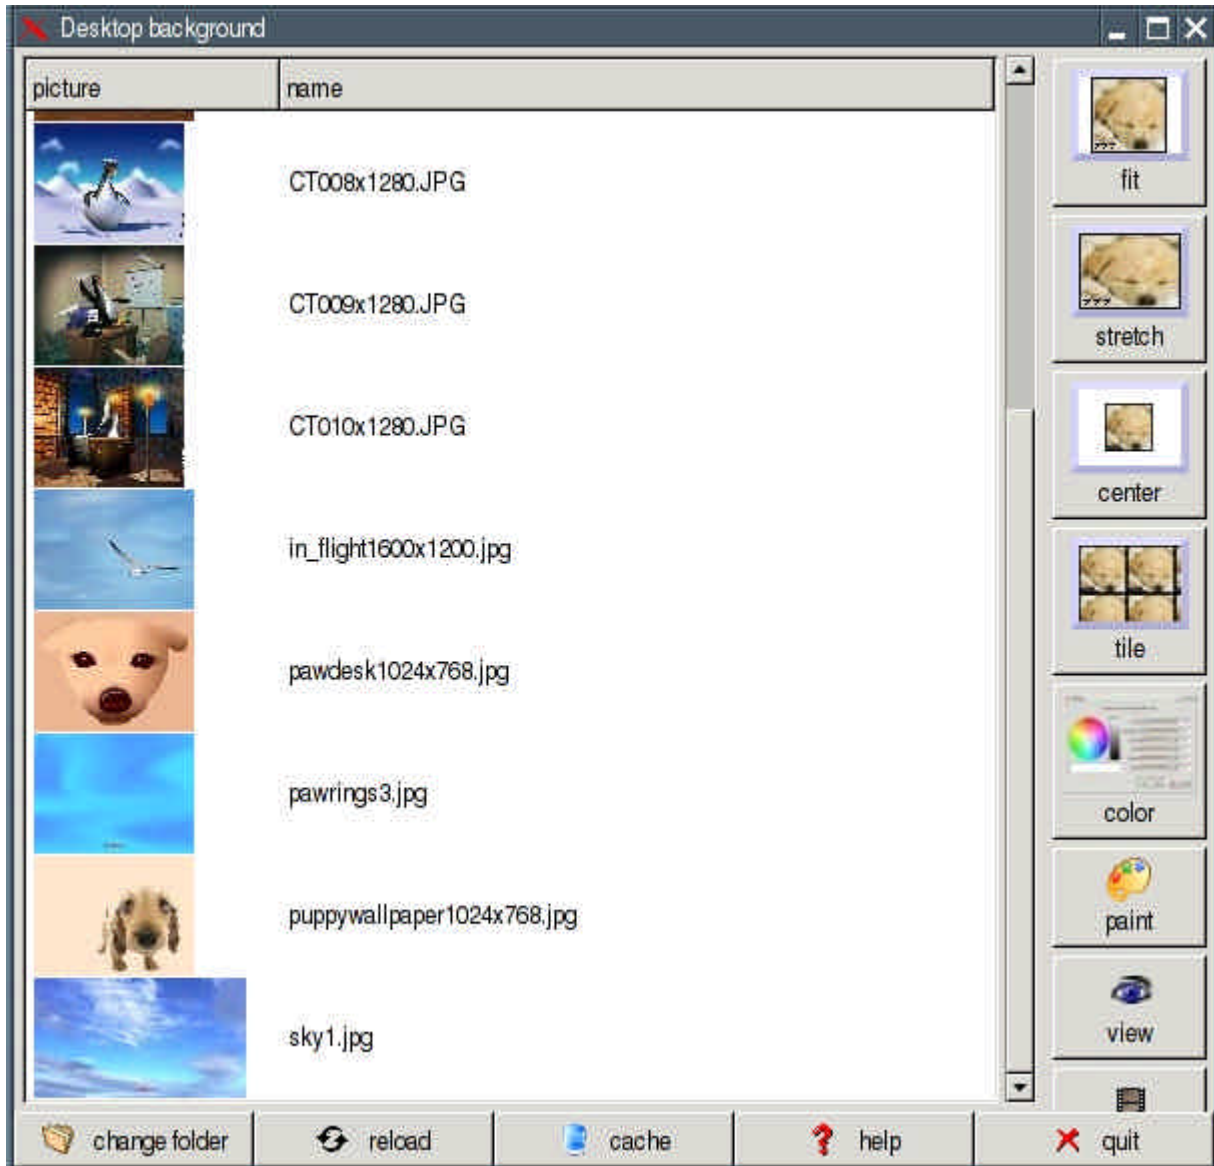 Desktop background
picture name
CT008x1280.JPG
CT009x1280.JPG
CT010x1280.JPG
in_flight1600x1200.jpg
pawdesk1024x768.jpg
pawrings3.jpg
puppywallpaper1024x768.jpg
sky1.jpg
fit
stretch
center
tile
color
paint
view
change folder reload cache help quit